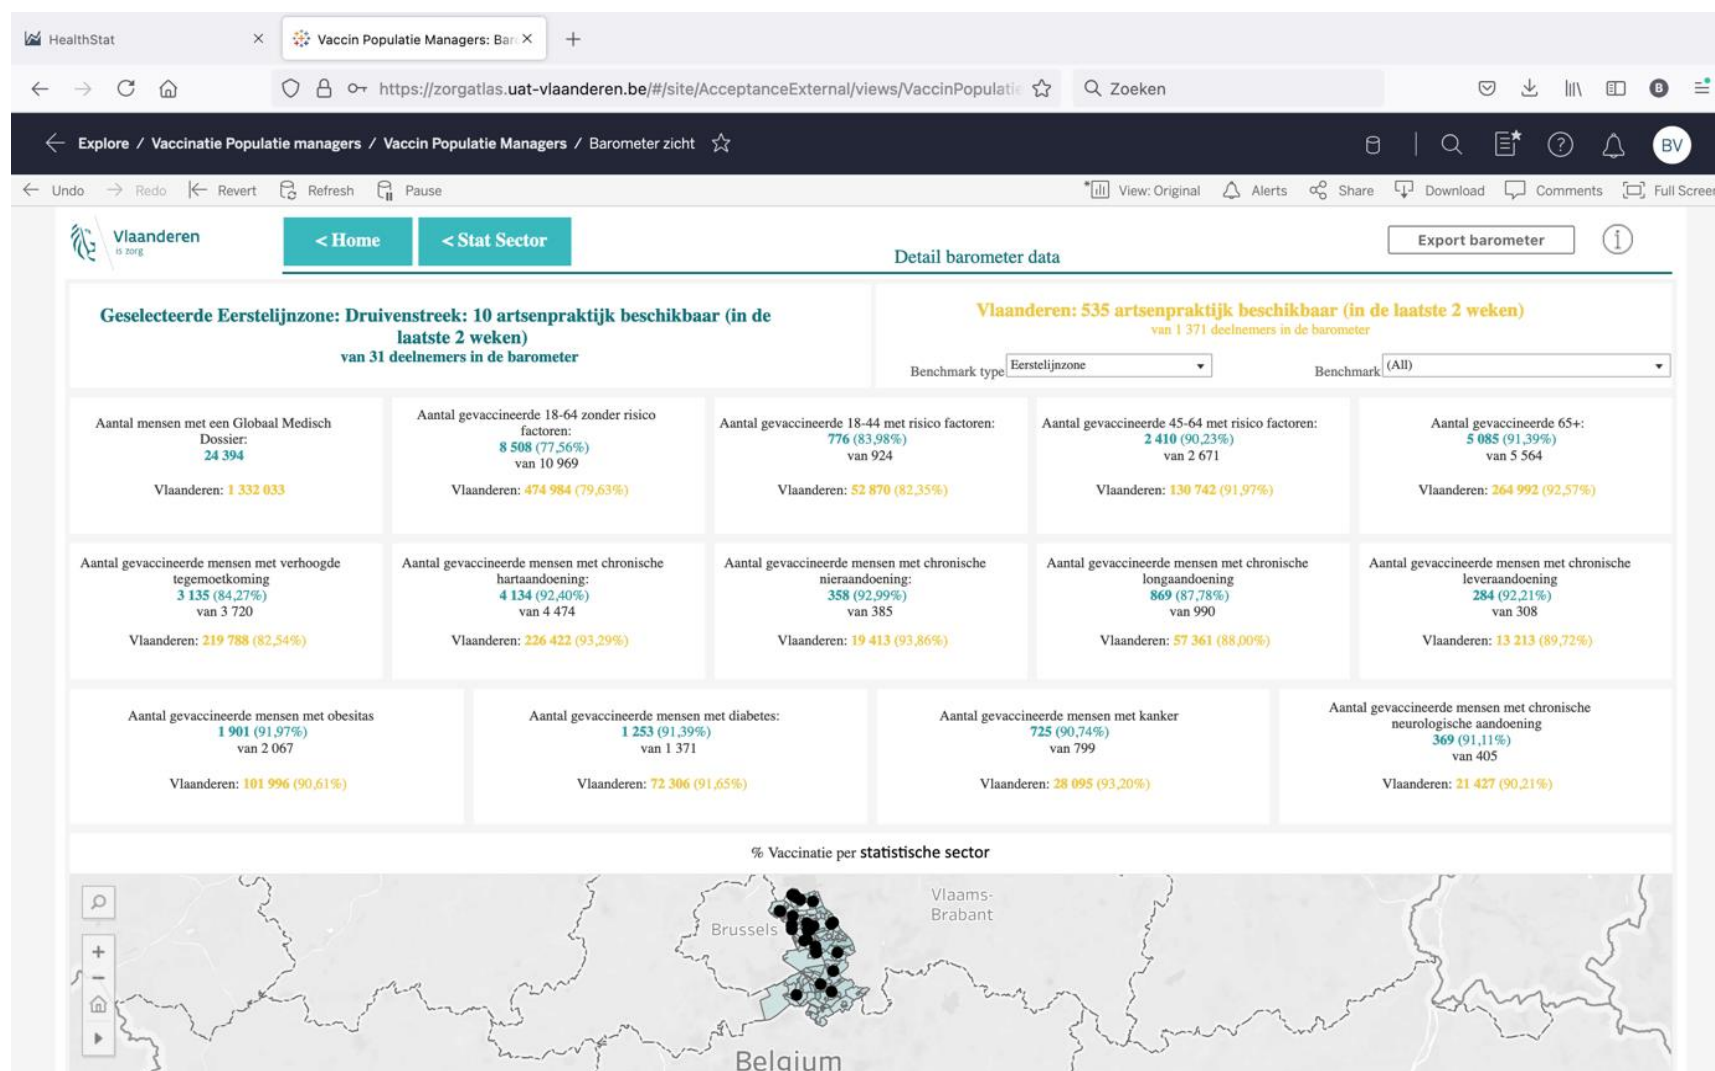 HealthStat
Vaccin Populatie Managers: Bar
https://zorgatlas.uat-vlaanderen.be/#/site/AcceptanceExternal/views/VaccinPopulatie
Zoeken
B
Explore / Vaccinatie Populatie managers / Vaccin Populatie Managers / Barometer zicht
BV
Undo Redo Revert Refresh Pause
View: Original Alerts Share Download Comments Full Screen
Vlaanderen
is zorg
< Home
< Stat Sector
Detail barometer data
Export barometer
Geselecteerde Eerstelijnzone: Druivenstreek: 10 artsenpraktijk beschikbaar (in de
laatste 2 weken)
van 31 deelnemers in de barometer
Vlaanderen: 535 artsenpraktijk beschikbaar (in de laatste 2 weken)
van 1 371 deelnemers in de barometer
Benchmark type Eerstelijnzone
Benchmark (All)
Aantal mensen met een Globaal Medisch
Dossier:
24 394
Vlaanderen: 1 332 033
Aantal gevaccineerde 18-64 zonder risico
factoren:
8 508 (77,56%)
van 10 969
Vlaanderen: 474 984 (79,63%)
Aantal gevaccineerde 18-44 met risico factoren:
776 (83,98%)
van 924
Vlaanderen: 52 870 (82,35%)
Aantal gevaccineerde 45-64 met risico factoren:
2 410 (90,23%)
van 2 671
Vlaanderen: 130 742 (91,97%)
Aantal gevaccineerde 65+:
5 085 (91,39%)
van 5 564
Vlaanderen: 264 992 (92,57%)
Aantal gevaccineerde mensen met verhoogde
tegemoetkoming
3 135 (84,27%)
van 3 720
Vlaanderen: 219 788 (82,54%)
Aantal gevaccineerde mensen met chronische
hartaandoening:
4 134 (92,40%)
van 4 474
Vlaanderen: 226 422 (93,29%)
Aantal gevaccineerde mensen met chronische
nieraandoening:
358 (92,99%)
van 385
Vlaanderen: 19 413 (93,86%)
Aantal gevaccineerde mensen met chronische
longaandoening
869 (87,78%)
van 990
Vlaanderen: 57 361 (88,00%)
Aantal gevaccineerde mensen met chronische
leveraandoening
284 (92,21%)
van 308
Vlaanderen: 13 213 (89,72%)
Aantal gevaccineerde mensen met obesitas
1 901 (91,97%)
van 2 067
Vlaanderen: 101 996 (90,61%)
Aantal gevaccineerde mensen met diabetes:
1 253 (91,39%)
van 1 371
Vlaanderen: 72 306 (91,65%)
Aantal gevaccineerde mensen met kanker
725 (90,74%)
van 799
Vlaanderen: 28 095 (93,20%)
Aantal gevaccineerde mensen met chronische
neurologische aandoening
369 (91,11%)
van 405
Vlaanderen: 21 427 (90,21%)
% Vaccinatie per statistische sector
Vlaams-
Brabant
Brussels
Belgium